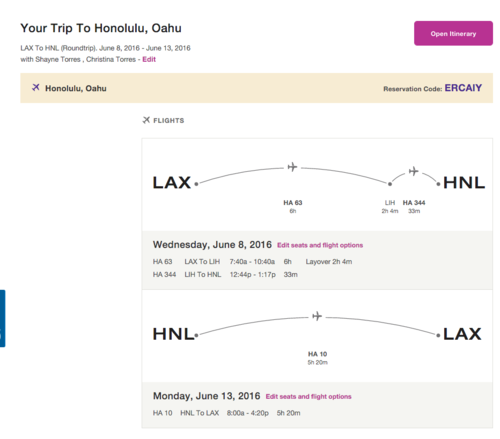 Your Trip To Honolulu, Oahu
Open Itinerary
LAX To HNL (Roundtrip). June 8, 2016 - June 13, 2016
with Shayne Torres , Christina Torres - Edit
Honolulu, Oahu
Reservation Code: ERCAIY
FLIGHTS
LAX HNL
HA 63 LIH HA 344
6h 2h 4m 33m
Wednesday, June 8, 2016 Edit seats and flight options
HA 63 LAX To LIH 7:40a - 10:40a 6h Layover 2h 4m
HA 344 LIH To HNL 12:44p - 1:17p 33m
HNL LAX
HA 10
5h 20m
Monday, June 13, 2016 Edit seats and flight options
HA 10 HNL To LAX 8:00a - 4:20p 5h 20m